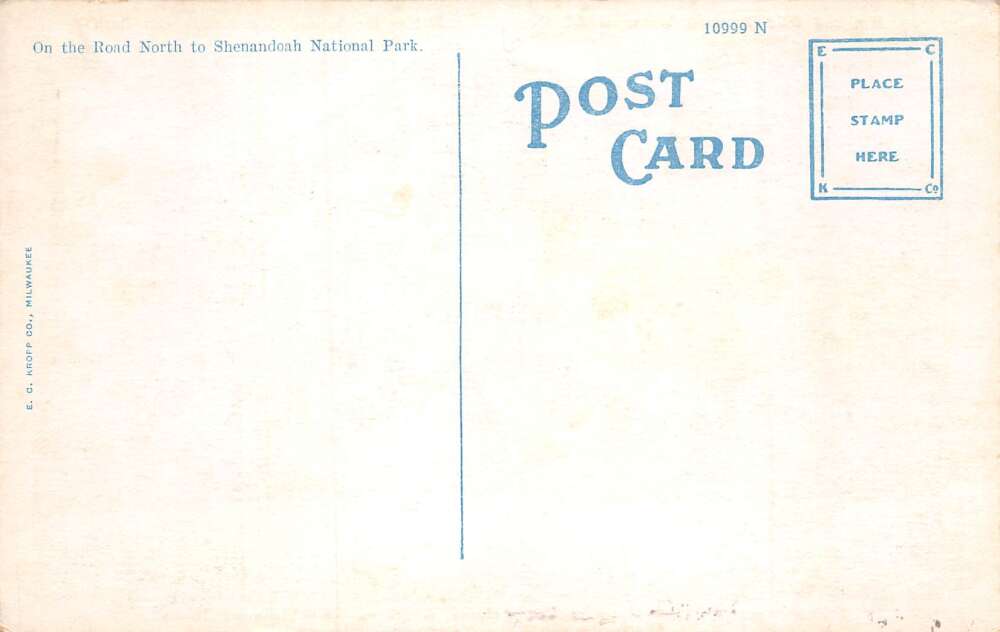 10999 N
On the Road North to Shenandoah National Park.
POST
CARD
E C
PLACE
STAMP
HERE
K Co
E. C. KROPP CO., MILWAUKEE